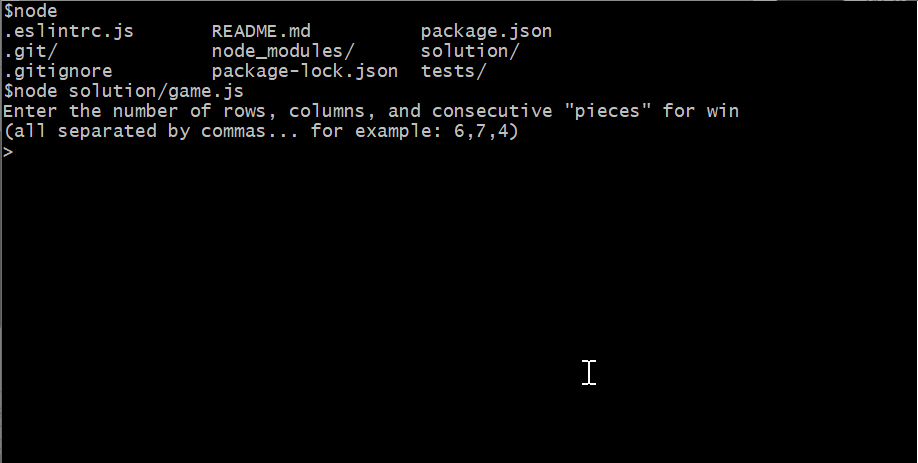 $node
.eslintrc.js README.md package.json
.git/ node_modules/ solution/
.gitignore package-lock.json tests/
$node solution/game.js
Enter the number of rows, columns, and consecutive "pieces" for win
(all separated by commas... for example: 6,7,4)
>